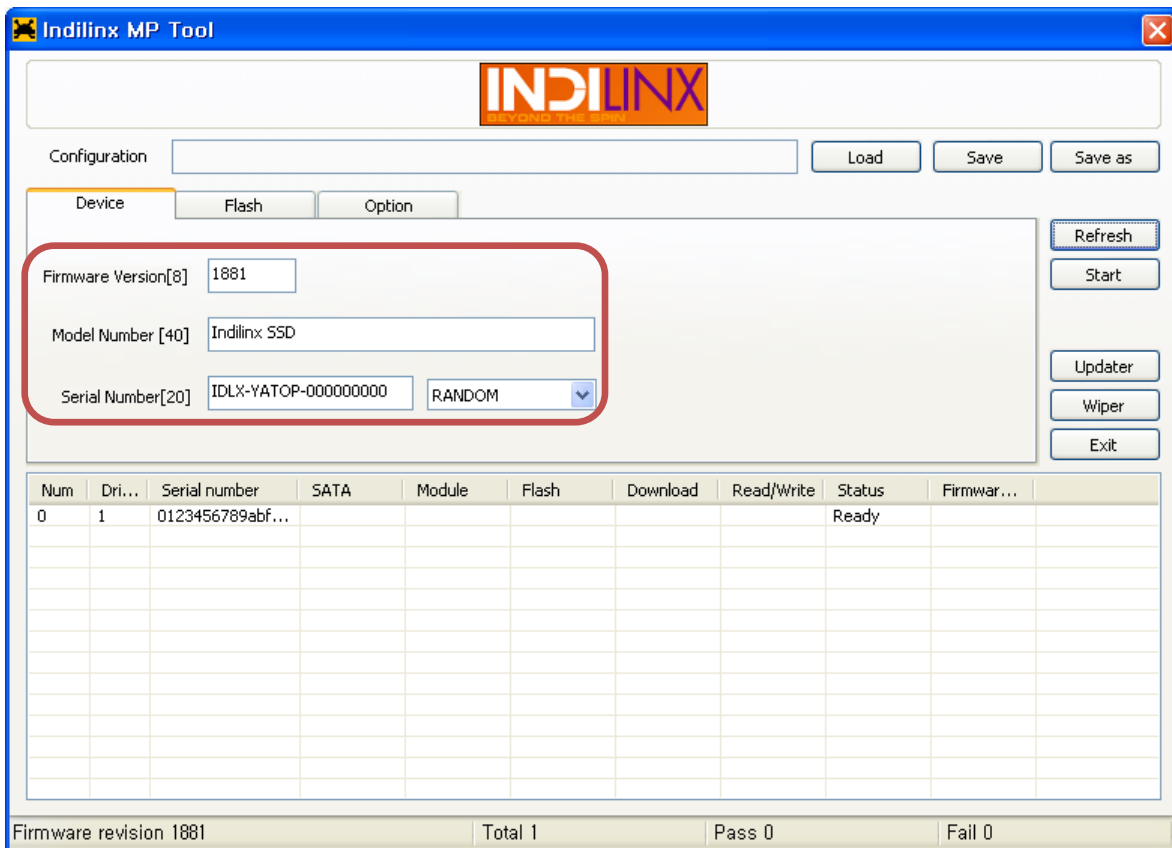 Indilinx MP Tool
INDILINX
BEYOND THE SPIN
Configuration Load Save Save as
Device Flash Option
Refresh
Firmware Version[8] 1881 Start
Model Number [40] Indilinx SSD
Updater
Serial Number[20] IDLX-YATOP-000000000 RANDOM
Wiper
Exit
Num Dri... Serial number SATA Module Flash Download Read/Write Status Firmwar...
0 1 0123456789abf... Ready
Firmware revision 1881 Total 1 Pass 0 Fail 0